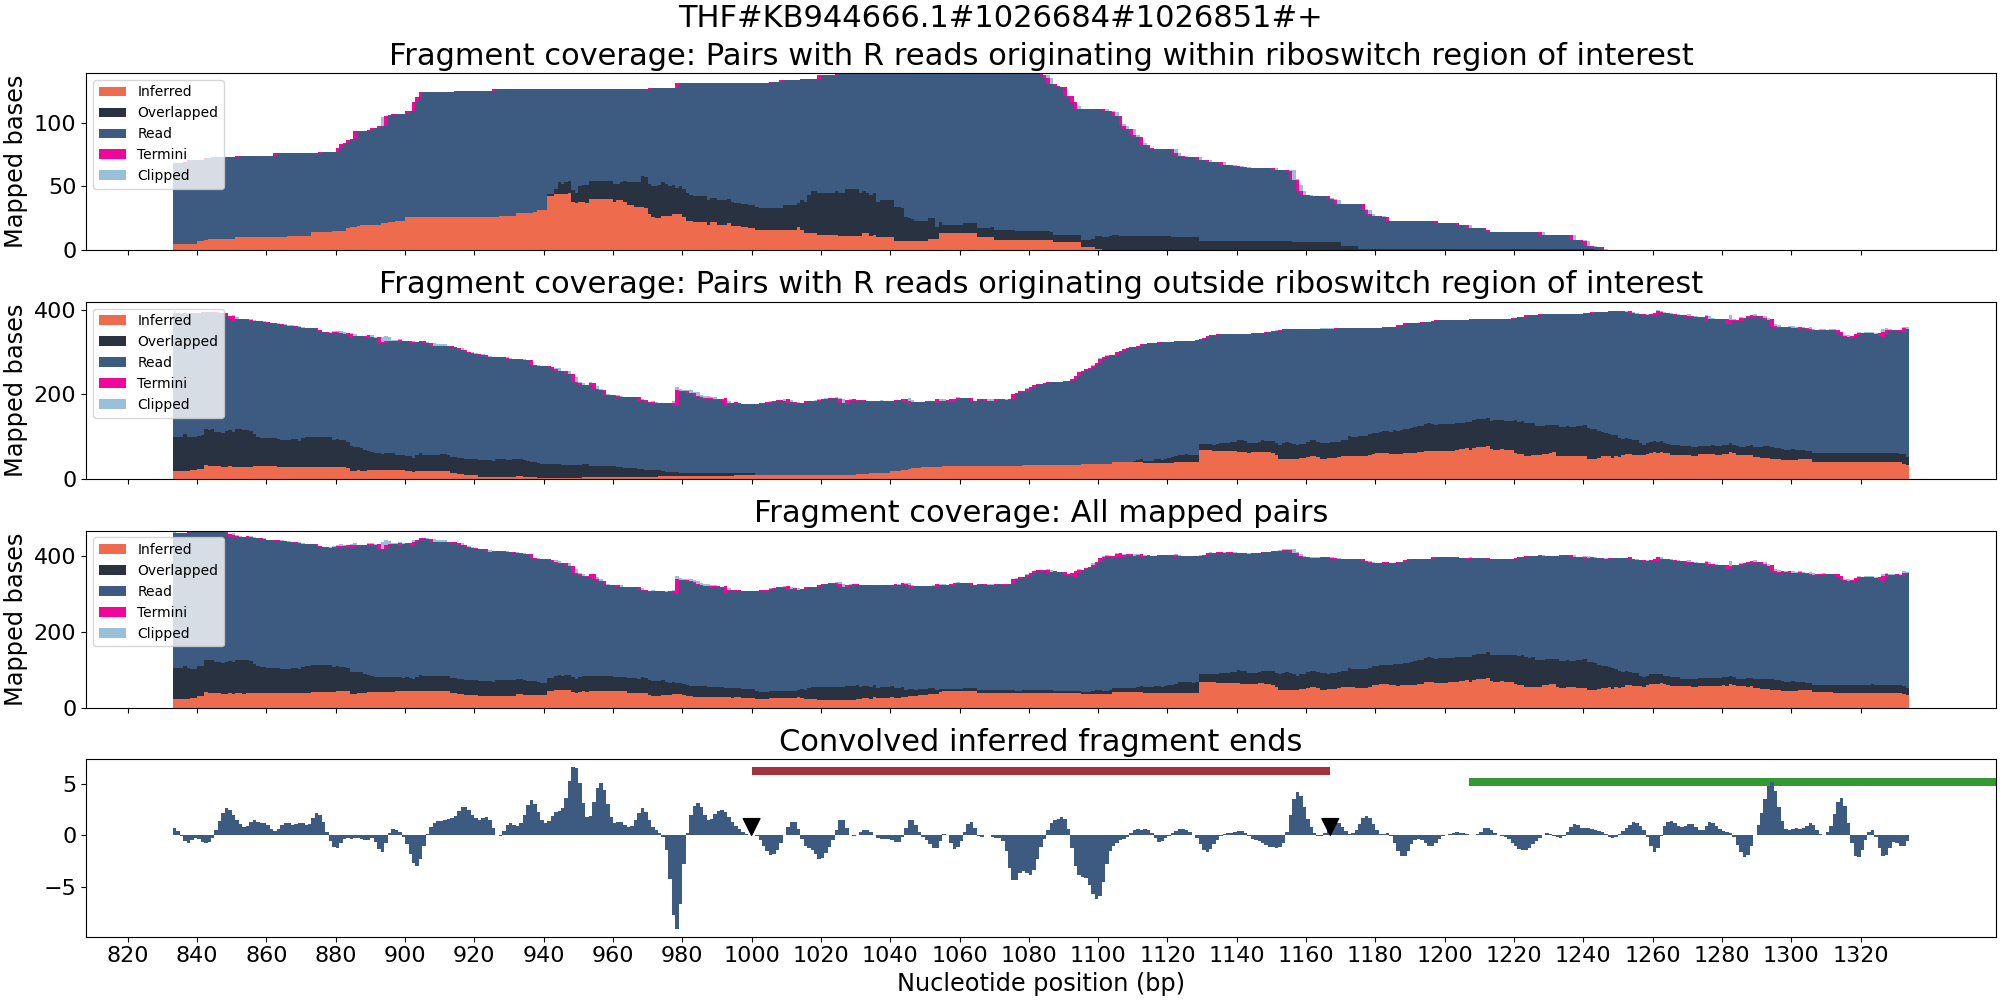 THF#KB944666.1#1026684#1026851#+
Fragment coverage: Pairs with R reads originating within riboswitch region of interest
Mapped bases
100
50
0
Inferred
Overlapped
Read
Termini
Clipped
Fragment coverage: Pairs with R reads originating outside riboswitch region of interest
Mapped bases
400
200
0
Inferred
Overlapped
Read
Termini
Clipped
Fragment coverage: All mapped pairs
Mapped bases
400
200
0
Inferred
Overlapped
Read
Termini
Clipped
Convolved inferred fragment ends
5
0
−5
820 840 860 880 900 920 940 960 980 1000 1020 1040 1060 1080 1100 1120 1140 1160 1180 1200 1220 1240 1260 1280 1300 1320
Nucleotide position (bp)